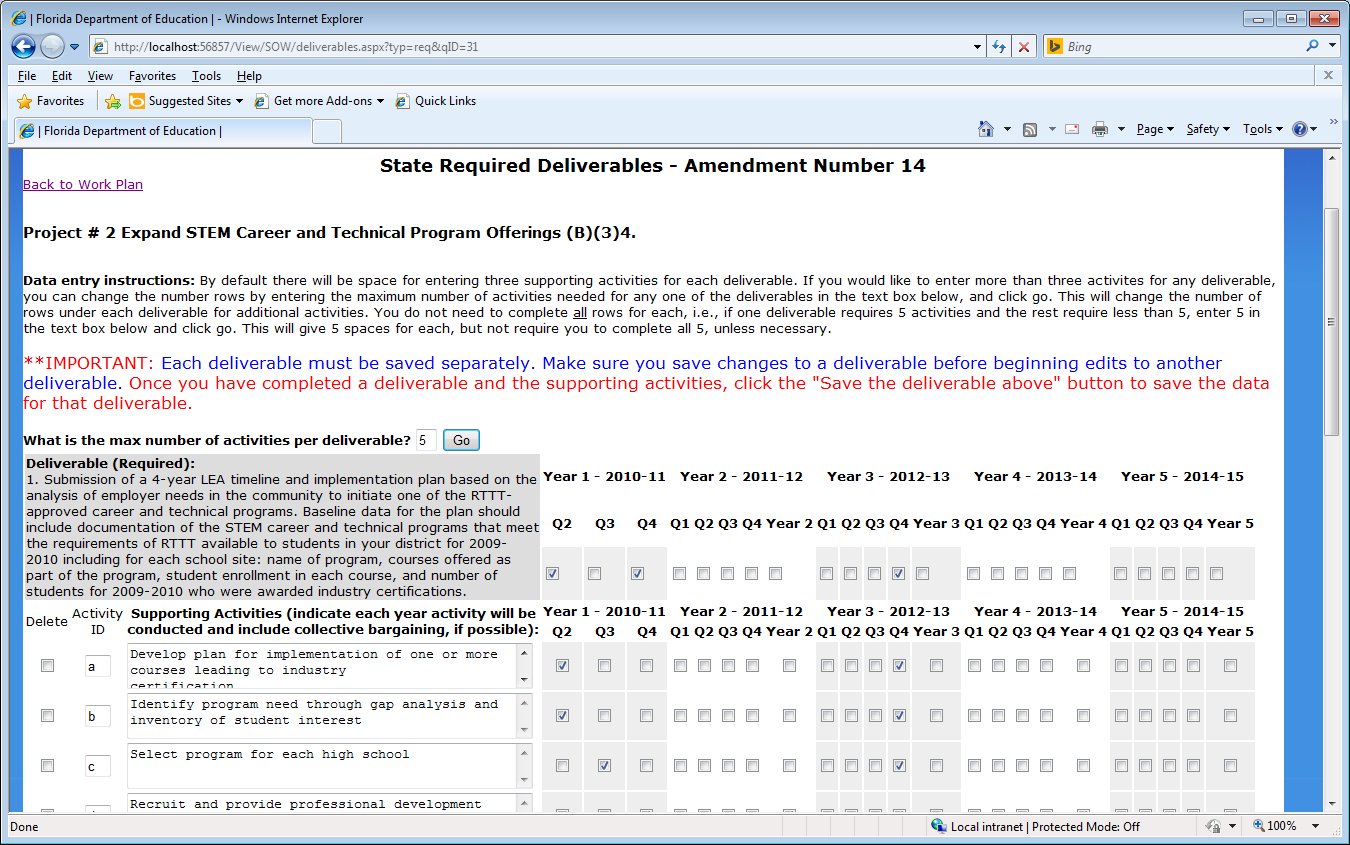 | Florida Department of Education | - Windows Internet Explorer
http://localhost:56857/View/SOW/deliverables.aspx?typ=req&qID=31
Bing
File Edit View Favorites Tools Help
Favorites Suggested Sites Get more Add-ons Quick Links
| Florida Department of Education |
Page Safety Tools
State Required Deliverables - Amendment Number 14
Back to Work Plan
Project # 2 Expand STEM Career and Technical Program Offerings (B)(3)4.
Data entry instructions: By default there will be space for entering three supporting activities for each deliverable. If you would like to enter more than three activites for any deliverable,
you can change the number rows by entering the maximum number of activities needed for any one of the deliverables in the text box below, and click go. This will change the number of
rows under each deliverable for additional activities. You do not need to complete all rows for each, i.e., if one deliverable requires 5 activities and the rest require less than 5, enter 5 in
the text box below and click go. This will give 5 spaces for each, but not require you to complete all 5, unless necessary.
**IMPORTANT: Each deliverable must be saved separately. Make sure you save changes to a deliverable before beginning edits to another
deliverable. Once you have completed a deliverable and the supporting activities, click the "Save the deliverable above" button to save the data
for that deliverable.
What is the max number of activities per deliverable? 5 Go
Deliverable (Required):
1. Submission of a 4-year LEA timeline and implementation plan based on the
analysis of employer needs in the community to initiate one of the RTTT-
approved career and technical programs. Baseline data for the plan should
include documentation of the STEM career and technical programs that meet
the requirements of RTTT available to students in your district for 2009-
2010 including for each school site: name of program, courses offered as
part of the program, student enrollment in each course, and number of
students for 2009-2010 who were awarded industry certifications.
Year 1 - 2010-11 Year 2 - 2011-12 Year 3 - 2012-13 Year 4 - 2013-14 Year 5 - 2014-15
Q2 Q3 Q4 Q1 Q2 Q3 Q4 Year 2 Q1 Q2 Q3 Q4 Year 3 Q1 Q2 Q3 Q4 Year 4 Q1 Q2 Q3 Q4 Year 5
Delete
Activity
ID
Supporting Activities (indicate each year activity will be
conducted and include collective bargaining, if possible):
Year 1 - 2010-11 Year 2 - 2011-12 Year 3 - 2012-13 Year 4 - 2013-14 Year 5 - 2014-15
Q2 Q3 Q4 Q1 Q2 Q3 Q4 Year 2 Q1 Q2 Q3 Q4 Year 3 Q1 Q2 Q3 Q4 Year 4 Q1 Q2 Q3 Q4 Year 5
a
Develop plan for implementation of one or more
courses leading to industry
certification
b
Identify program need through gap analysis and
inventory of student interest
c
Select program for each high school
Recruit and provide professional development
Done
Local intranet | Protected Mode: Off
100%